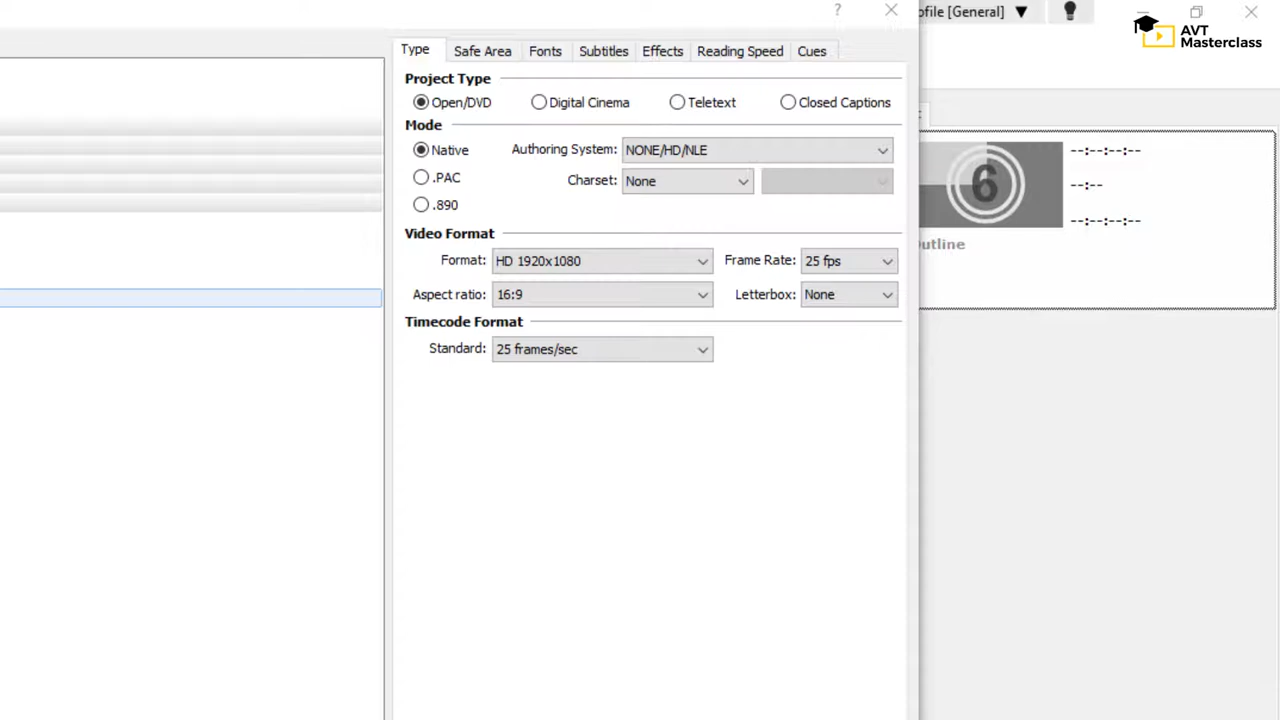 ofile [General]
?
AVT
Masterclass
Type Safe Area Fonts Subtitles Effects Reading Speed Cues
Project Type
Open/DVD Digital Cinema Teletext Closed Captions
Mode
Native Authoring System: NONE/HD/NLE
.PAC Charset: None
.890
Video Format
Format: HD 1920x1080 Frame Rate: 25 fps
Aspect ratio: 16:9 Letterbox: None
Timecode Format
Standard: 25 frames/sec
6
--:--:--:--
--:--
--:--:--:--
utline